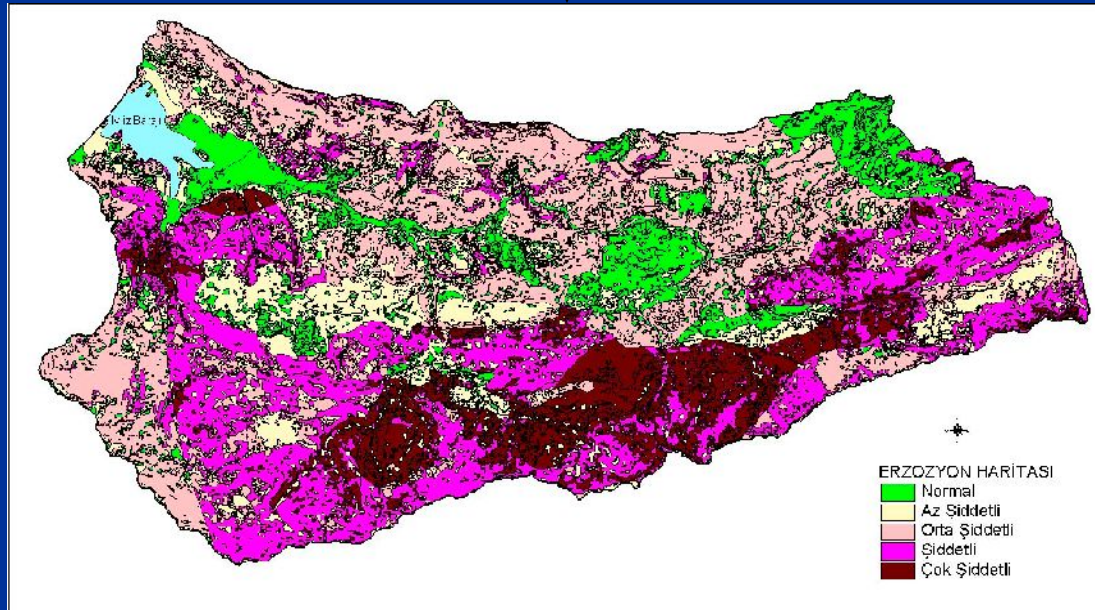 ERZOZYON HARİTASI
Normal
Az Şiddetli
Orta Şiddetli
Şiddetli
Çok Şiddetli